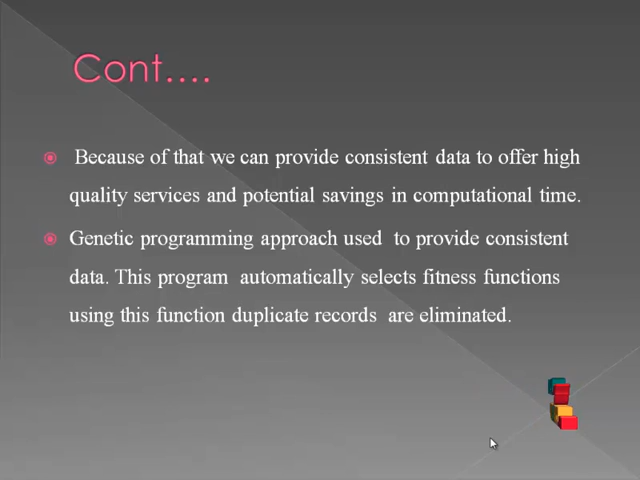 Cont....
Because of that we can provide consistent data to offer high
quality services and potential savings in computational time.
Genetic programming approach used to provide consistent
data. This program automatically selects fitness functions
using this function duplicate records are eliminated.